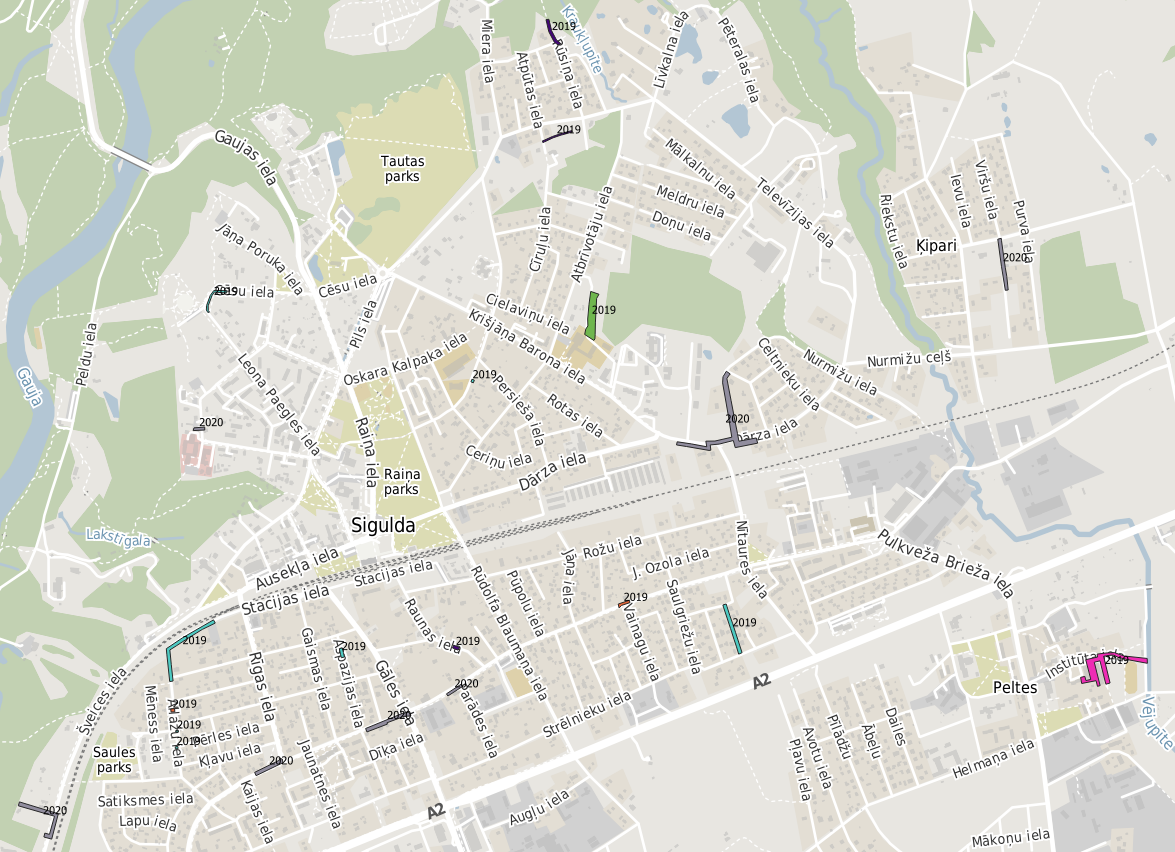 2019
Kraukļupīte
Miera iela
Atpūtas iela
Rūsiņa iela
Līvkalna iela
Pēteralas iela
2019
Gaujas iela
Tautas
parks
Mālkalnu iela
Meldru iela
Doņu iela
Televīzijas iela
Riekstu iela
Ievu iela
Viršu iela
Purva iela
Ķipari
2020
Jāņa Poruka iela
Cīruļu iela
Atbrīvotāju iela
2019
Cēsu iela
Pils iela
Cielaviņu iela
Krišjāņa Barona iela
2019
Peldu iela
Gauja
Leona Paegles iela
Oskara Kalpaka iela
2019
Persieša iela
Rotas iela
Celtnieku iela
Nurmižu iela
Nurmižu ceļš
2020
2020
Dārza iela
Raiņa iela
Ceriņu iela
Dārza iela
Raiņa
parks
Sigulda
Lakstīgala
Ausekļa iela
Stacijas iela
Stacijas iela
Rožu iela
J. Ozola iela
Nītaures iela
Pulkveža Brieža iela
Jāņa iela
Pūpolu iela
Rūdolfa Blaumaņa iela
Raunas iela
Saulgriežu iela
Vainagu iela
2019
2019
2019
2019
2019
Gaismas iela
Aspazijas iela
Gāles iela
Rīgas iela
Institūta iela
2019
Peltes
A2
Šveices iela
Mēness iela
2019
2019
2019
Pērles iela
Kļavu iela
2020
2020
Parādes iela
Strēlnieku iela
Dīķa iela
Saules
parks
2020
Jaunatnes iela
Kaijas iela
Satiksmes iela
Lapu iela
2020
A2
Augļu iela
Pļavu iela
Avotu iela
Pīlādžu
Ābeļu
Dailes
Helmaņa iela
Mākoņu iela
Vējupīte